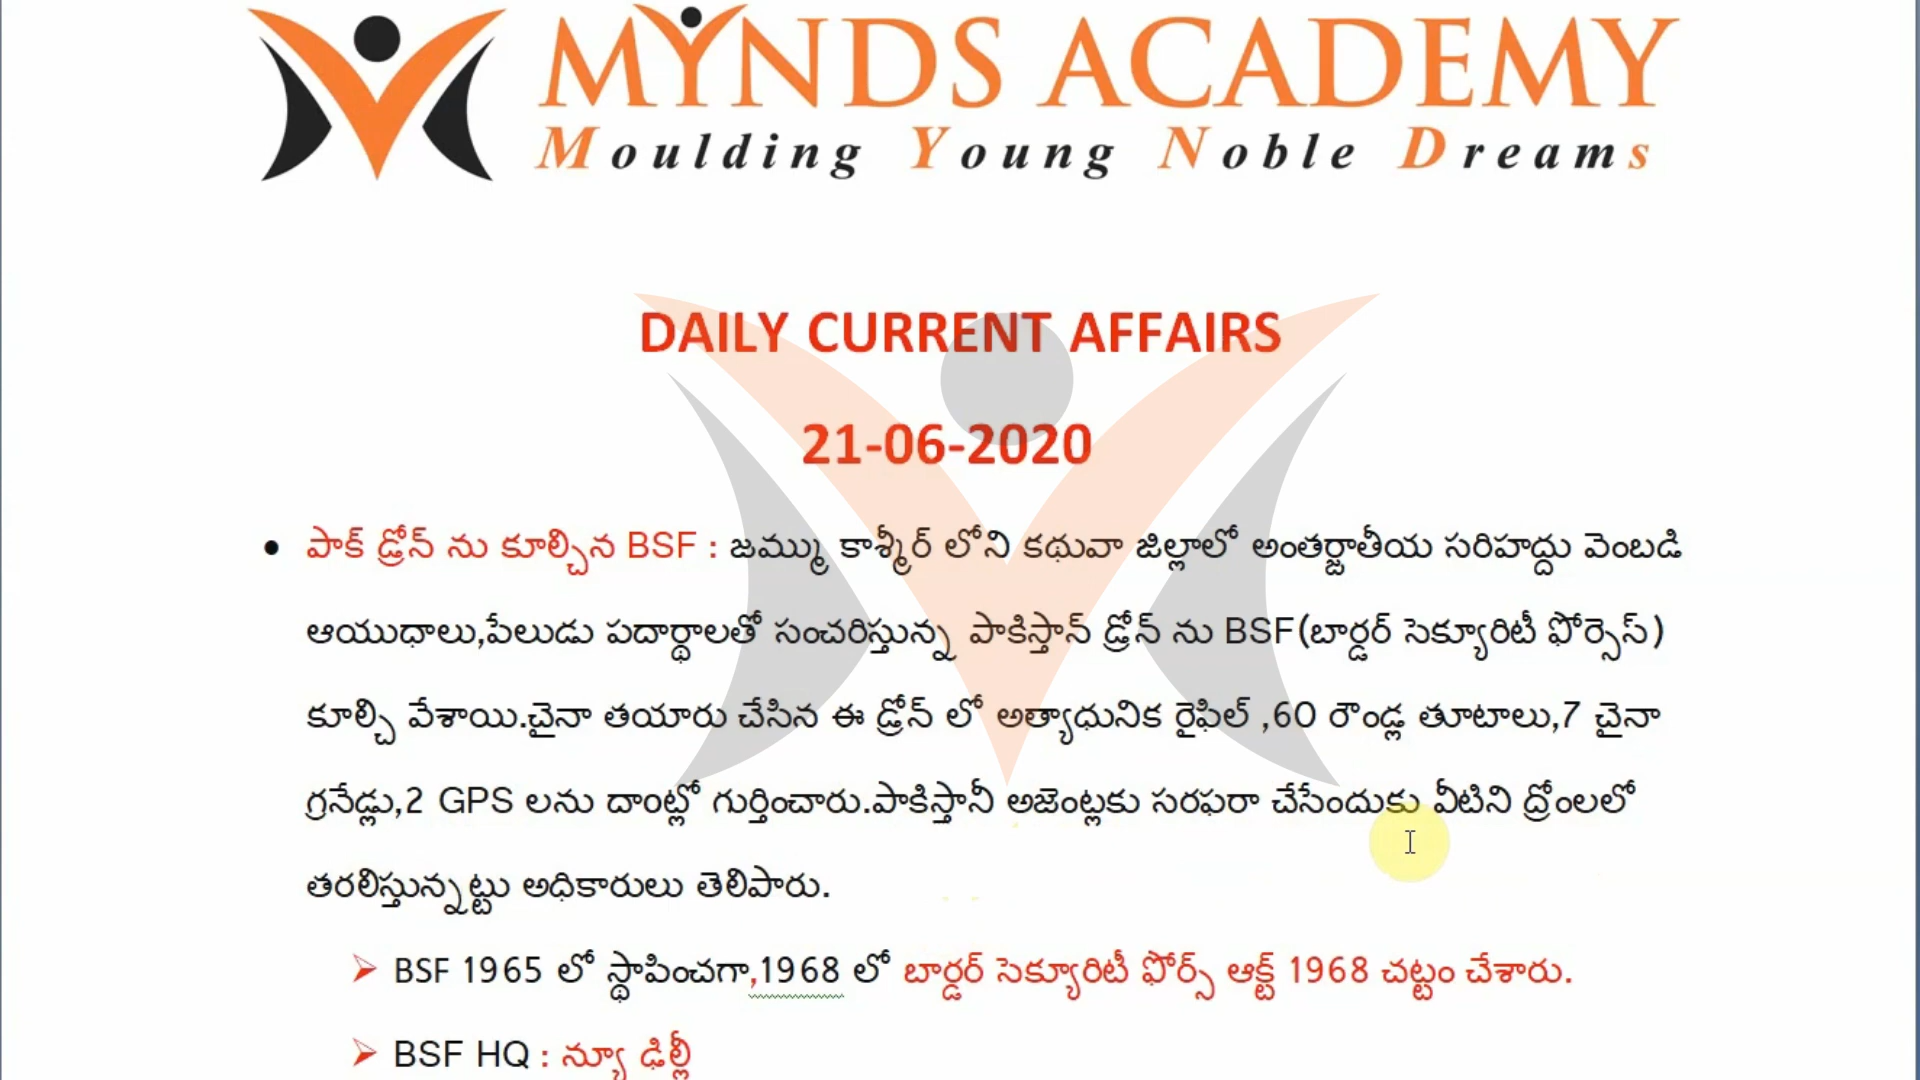 MYNDS ACADEMY
Moulding Young Noble Dreams
DAILY CURRENT AFFAIRS
21-06-2020
• పాక్ డ్రోన్ ను కూల్చిన BSF : జమ్ము కాశ్మీర్ లోని కథువా జిల్లాలో అంతర్జాతీయ సరిహద్దు వెంబడి
ఆయుధాలు,పేలుడు పదార్థాలతో సంచరిస్తున్న పాకిస్తాన్ డ్రోన్ ను BSF(బార్డర్ సెక్యూరిటీ ఫోర్సెస్)
కూల్చి వేశాయి.చైనా తయారు చేసిన ఈ డ్రోన్ లో అత్యాధునిక రైఫిల్ ,60 రౌండ్ల తూటాలు,7 చైనా
గ్రనేడ్లు,2 GPS లను దాంట్లో గుర్తించారు.పాకిస్తానీ అజెంట్లకు సరఫరా చేసేందుకు వీటిని ద్రోంలలో
తరలిస్తున్నట్టు అధికారులు తెలిపారు.
➢ BSF 1965 లో స్థాపించగా,1968 లో బార్డర్ సెక్యూరిటీ ఫోర్స్ ఆక్ట్ 1968 చట్టం చేశారు.
➢ BSF HQ : న్యూ ఢిల్లీ